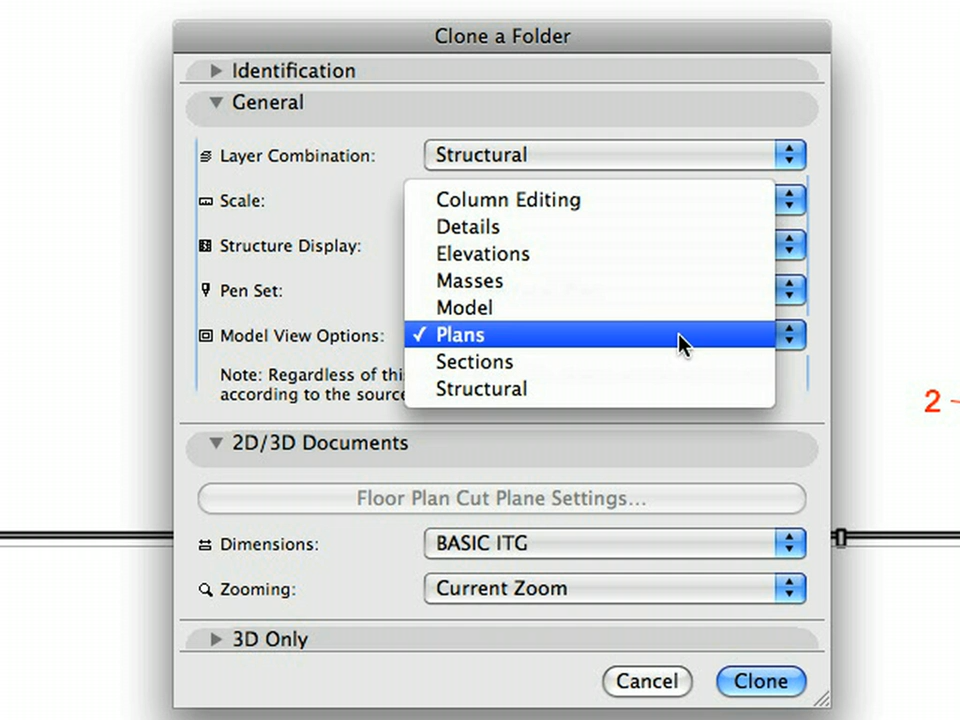 Clone a Folder
Identification
General
Layer Combination: Structural
Scale:
Column Editing
Details
Structure Display:
Elevations
Masses
Pen Set:
Model
Model View Options: ✓ Plans
Sections
Note: Regardless of thi
according to the source
Structural
2
2D/3D Documents
Floor Plan Cut Plane Settings...
Dimensions: BASIC ITG
Zooming: Current Zoom
3D Only
Cancel Clone